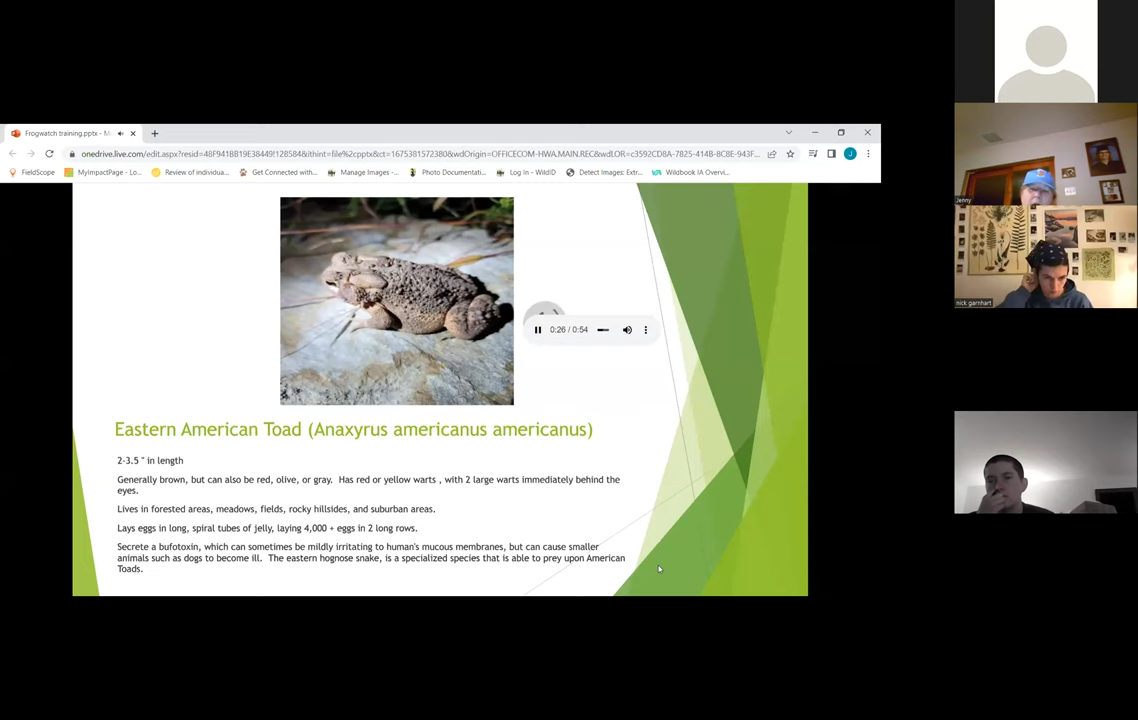 Frogwatch training.pptx - M
onedrive.live.com/edit.aspx?resid=48F941BB19E38449!128584&ithint=file%2cpptx&ct=1675381572380&wdOrigin=OFFICECOM-HWA.MAIN.REC&wdLOR=c3592CD8A-7825-414B-8C8E-943F...
FieldScope MyImpactPage - Lo... Review of individua... Get Connected with... Manage Images -... Photo Documentati... Log in - WildID Detect Images: Extr... Wildbook IA Overvi...
Jenny
nick garnhart
0:26 / 0:54
Eastern American Toad (Anaxyrus americanus americanus)
2-3.5 " in length
Generally brown, but can also be red, olive, or gray. Has red or yellow warts , with 2 large warts immediately behind the
eyes.
Lives in forested areas, meadows, fields, rocky hillsides, and suburban areas.
Lays eggs in long, spiral tubes of jelly, laying 4,000 + eggs in 2 long rows.
Secrete a bufotoxin, which can sometimes be mildly irritating to human's mucous membranes, but can cause smaller
animals such as dogs to become ill. The eastern hognose snake, is a specialized species that is able to prey upon American
Toads.